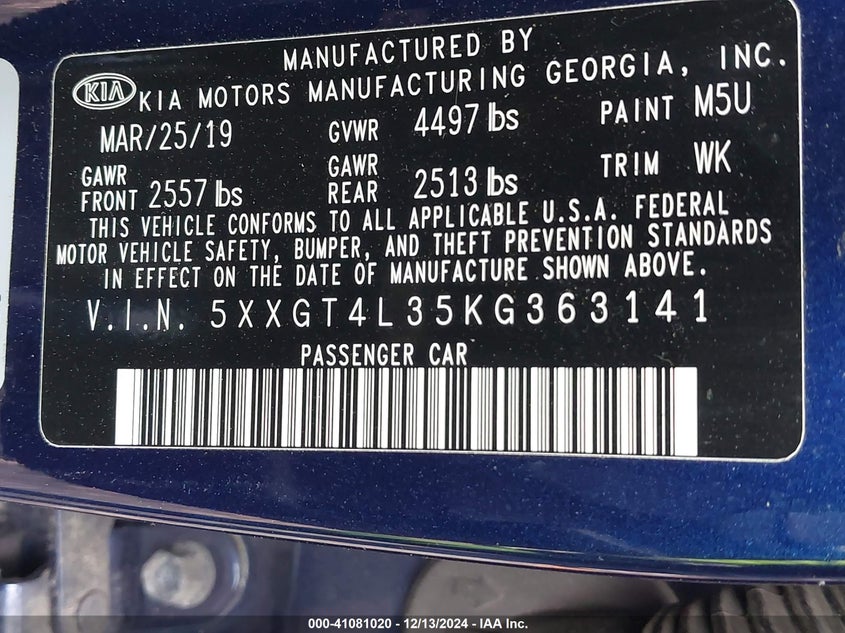 MANUFACTURED BY
KIA KIA MOTORS MANUFACTURING GEORGIA, INC.
MAR/25/19 GVWR 4497 lbs PAINT M5U
GAWR FRONT 2557 lbs GAWR REAR 2513 lbs TRIM WK
THIS VEHICLE CONFORMS TO ALL APPLICABLE U.S.A. FEDERAL
MOTOR VEHICLE SAFETY, BUMPER, AND THEFT PREVENTION STANDARDS
IN EFFECT ON THE DATE OF MANUFACTURE SHOWN ABOVE.
V.I.N. 5XXGT4L35KG363141
PASSENGER CAR
000-41081020 - 12/13/2024 - IAA Inc.